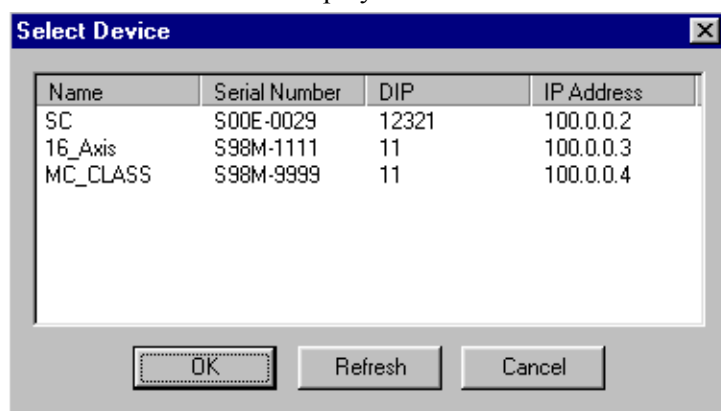 Select Device
Name Serial Number DIP IP Address
SC S00E-0029 12321 100.0.0.2
16_Axis S98M-1111 11 100.0.0.3
MC_CLASS S98M-9999 11 100.0.0.4
OK Refresh Cancel